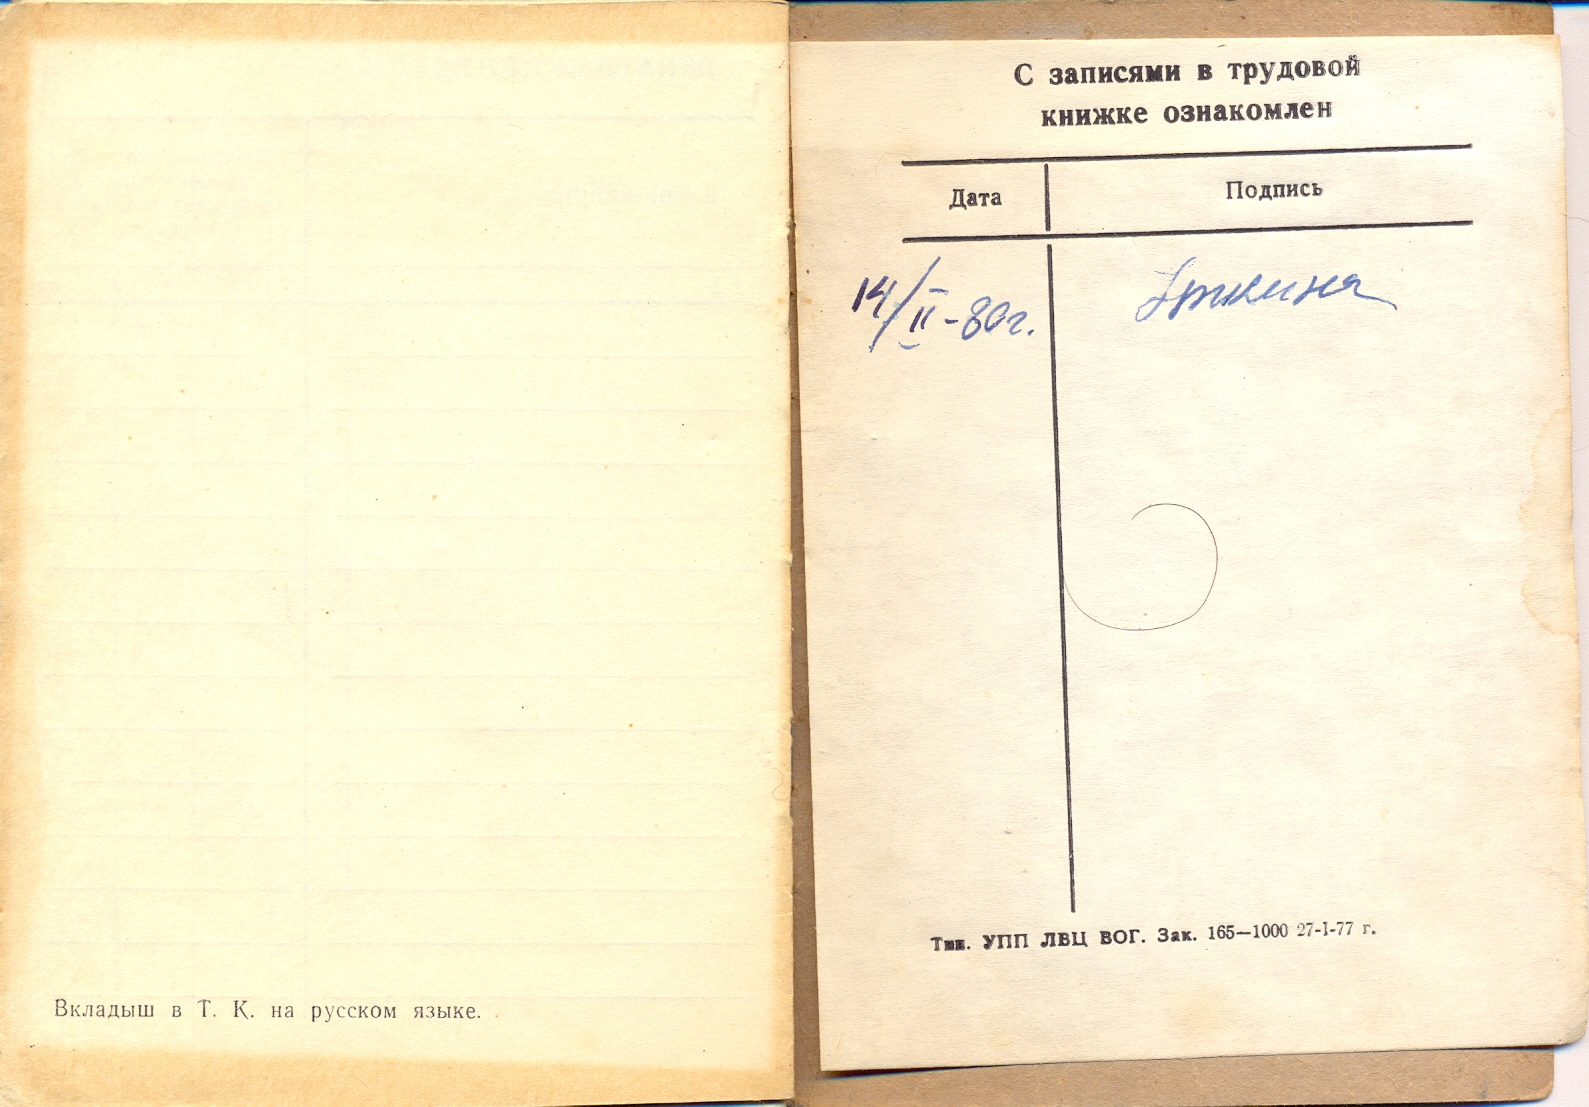 Вкладыш в Т. К. на русском языке.
С записями в трудовой
книжке ознакомлен
Дата Подпись
14/II-80г.
Тип. УПП ЛВЦ ВОГ. Зак. 165—1000 27-I-77 г.